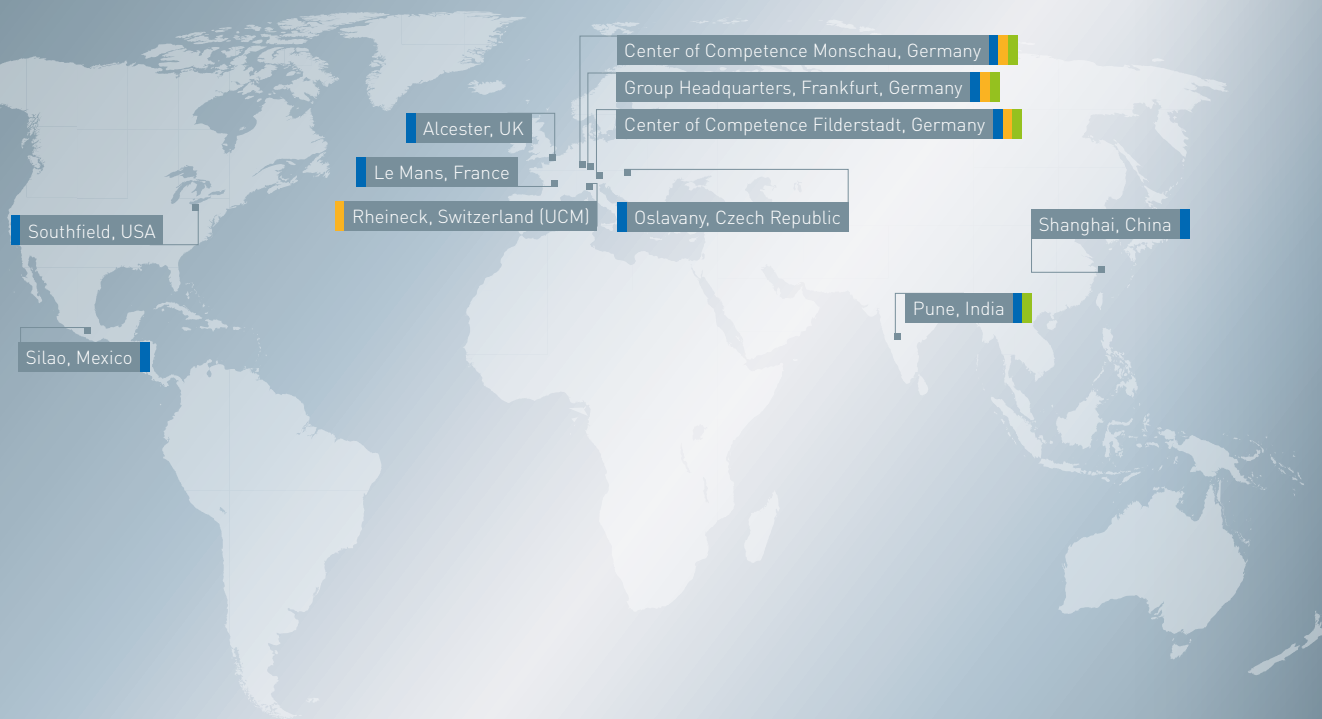 Center of Competence Monschau, Germany
Group Headquarters, Frankfurt, Germany
Center of Competence Filderstadt, Germany
Alcester, UK
Le Mans, France
Rheineck, Switzerland (UCM)
Oslavany, Czech Republic
Southfield, USA
Shanghai, China
Pune, India
Silao, Mexico